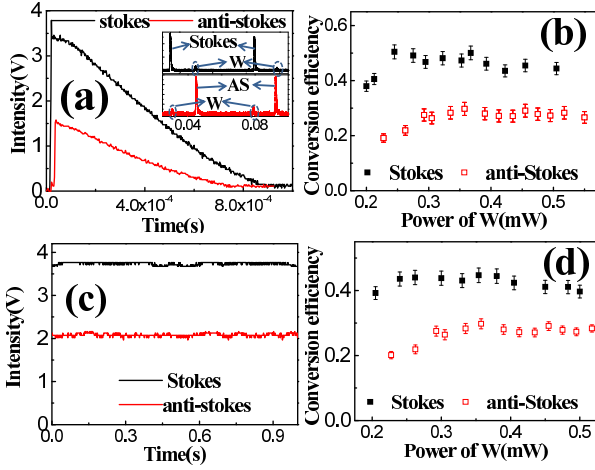 stokes anti-stokes
Intensity(V)
4
3
2
1
0
(a)
Stokes
W
AS
W
0.04 0.08
4.0x10⁻⁴ 8.0x10⁻⁴
Time(s)
(b)
Conversion efficiency
0.6
0.4
0.2
0.0
Stokes anti-Stokes
0.2 0.3 0.4 0.5
Power of W(mW)
(c)
Intensity(V)
4
3
2
1
0
Stokes
anti-stokes
0.0 0.3 0.6 0.9
Time(s)
(d)
Conversion efficiency
0.4
0.2
0.0
Stokes anti-Stokes
0.2 0.3 0.4 0.5
Power of W(mW)